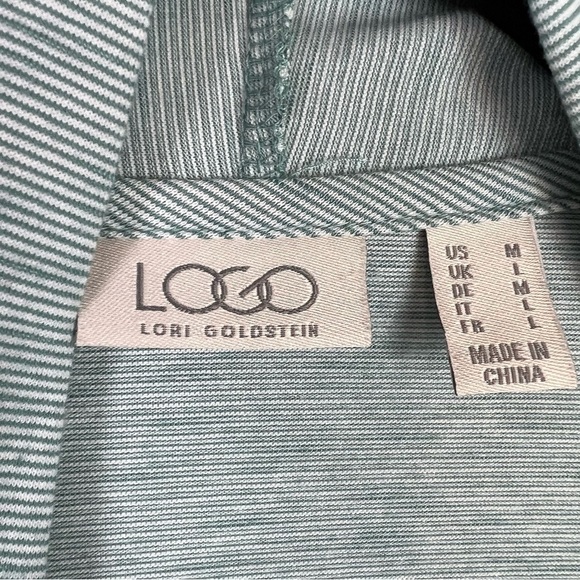 LOGO
LORI GOLDSTEIN
US M
UK L
DE M
IT L
FR L
MADE IN
CHINA